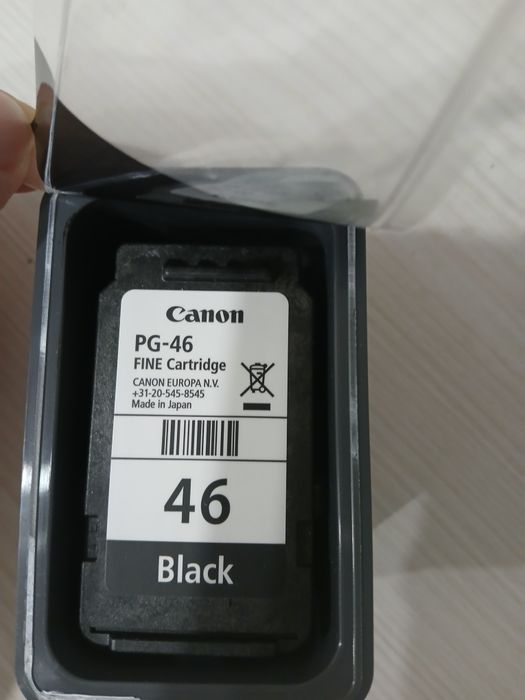 Canon
PG-46
FINE Cartridge
CANON EUROPA N.V.
+31-20-545-8545
Made in Japan
46
Black